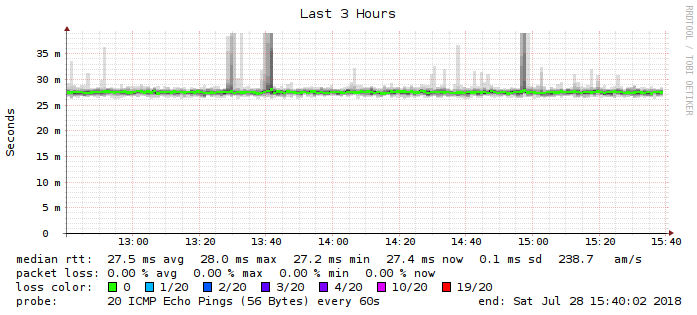 Last 3 Hours
RRDTOOL / TOBI OETIKER
Seconds
35 m
30 m
25 m
20 m
15 m
10 m
5 m
0
13:00 13:20 13:40 14:00 14:20 14:40 15:00 15:20 15:40
median rtt: 27.5 ms avg 28.0 ms max 27.2 ms min 27.4 ms now 0.1 ms sd 238.7 am/s
packet loss: 0.00 % avg 0.00 % max 0.00 % min 0.00 % now
loss color: 0 1/20 2/20 3/20 4/20 10/20 19/20
probe: 20 ICMP Echo Pings (56 Bytes) every 60s end: Sat Jul 28 15:40:02 2018